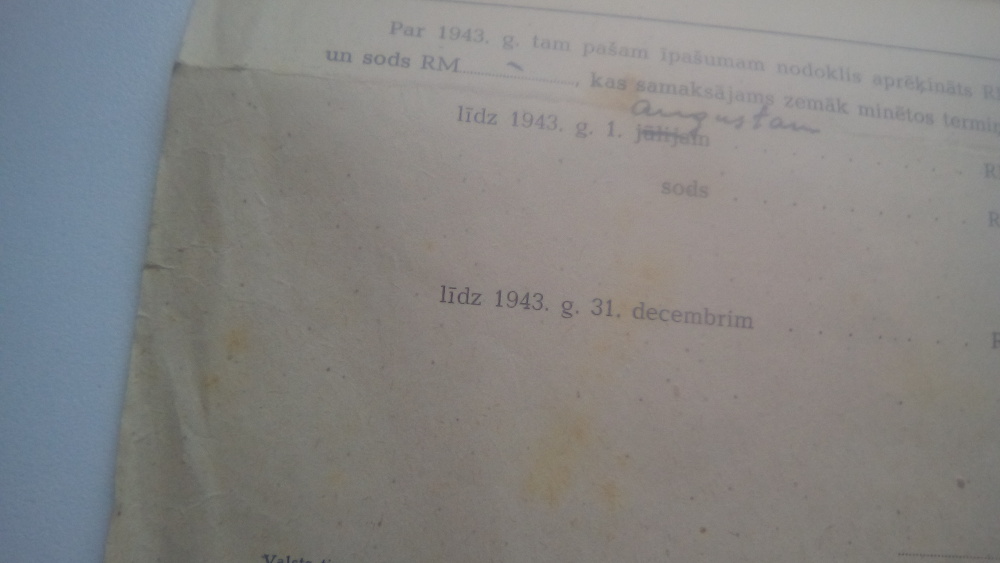 Par 1943. g. tam pašam īpašumam nodoklis aprēķināts
un sods RM , kas samaksājams zemāk minētos
augustam
līdz 1943. g. 1. jūlijam
sods
līdz 1943. g. 31. decembrim